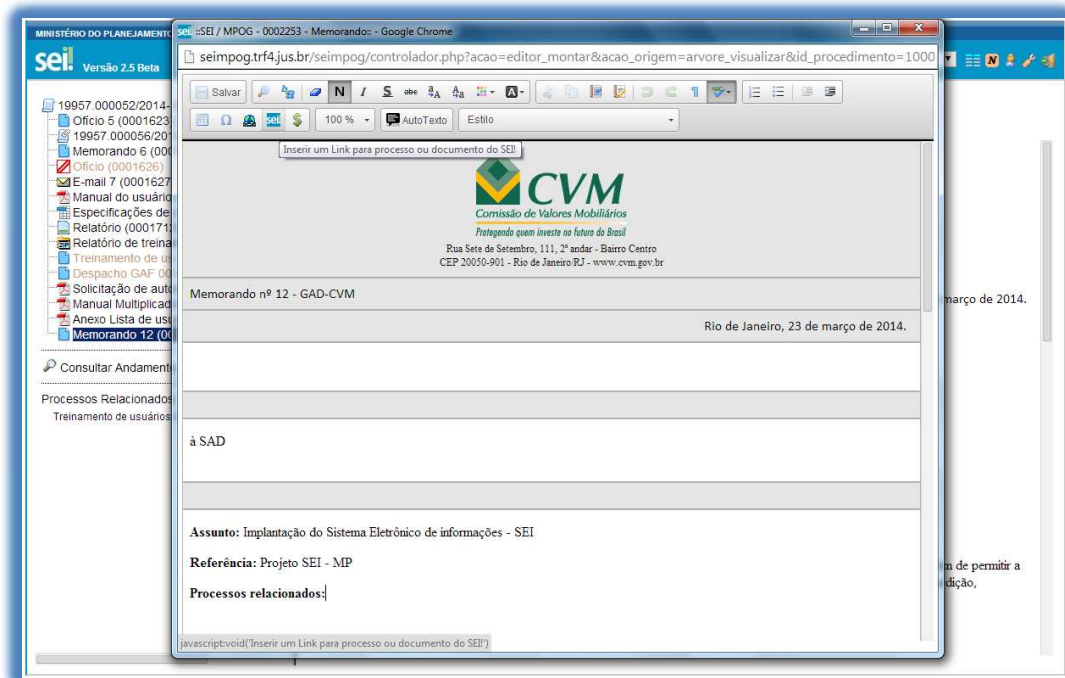 MINISTÉRIO DO PLANEJAMENTO
sei! Versão 2.5 Beta
19957.000052/2014-
Ofício 5 (0001623
19957.000056/201
Memorando 6 (000
Ofício (0001626)
E-mail 7 (0001627
Manual do usuário
Especificações de
Relatório (000171
Relatório de treina
Treinamento de us
Despacho GAF 00
Solicitação de auto
Manual Multiplicad
Anexo Lista de usu
Memorando 12 (00
Consultar Andament
Processos Relacionados
Treinamento de usuários
sei ::SEI / MPOG - 0002253 - Memorando:: - Google Chrome
seimpog.trf4.jus.br/seimpog/controlador.php?acao=editor_montar&acao_origem=arvore_visualizar&id_procedimento=1000
Salvar N I S abc
sei $ 100 % AutoTexto Estilo
Inserir um Link para processo ou documento do SEI!
CVM
Comissão de Valores Mobiliários
Protegendo quem investe no futuro do Brasil
Rua Sete de Setembro, 111, 2º andar - Bairro Centro
CEP 20050-901 - Rio de Janeiro/RJ - www.cvm.gov.br
Memorando nº 12 - GAD-CVM
Rio de Janeiro, 23 de março de 2014.
à SAD
Assunto: Implantação do Sistema Eletrônico de informações - SEI
Referência: Projeto SEI - MP
Processos relacionados:
javascript:void('Inserir um Link para processo ou documento do SEI!')
março de 2014.
m de permitir a
dição,